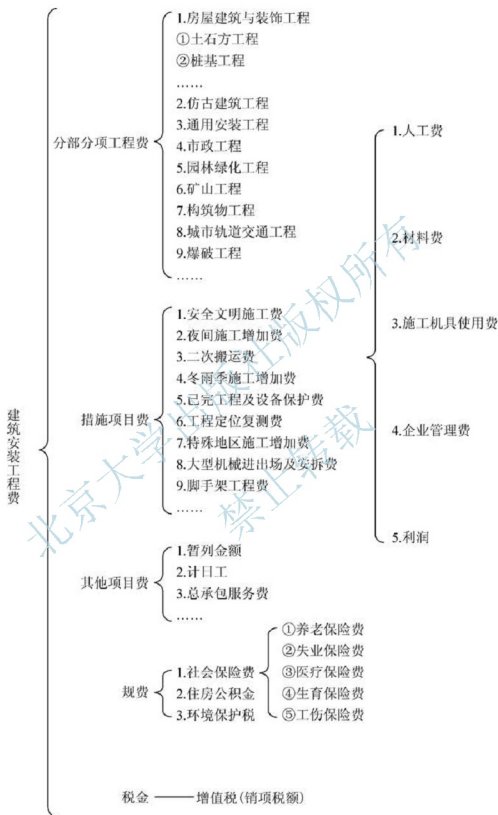 建筑安装工程费
分部分项工程费
1.房屋建筑与装饰工程
①土石方工程
②桩基工程
……
2.仿古建筑工程
3.通用安装工程
4.市政工程
5.园林绿化工程
6.矿山工程
7.构筑物工程
8.城市轨道交通工程
9.爆破工程
……
措施项目费
1.安全文明施工费
2.夜间施工增加费
3.二次搬运费
4.冬雨季施工增加费
5.已完工程及设备保护费
6.工程定位复测费
7.特殊地区施工增加费
8.大型机械进出场及安拆费
9.脚手架工程费
……
其他项目费
1.暂列金额
2.计日工
3.总承包服务费
……
1.人工费
2.材料费
3.施工机具使用费
4.企业管理费
5.利润
规费
1.社会保险费
2.住房公积金
3.环境保护税
①养老保险费
②失业保险费
③医疗保险费
④生育保险费
⑤工伤保险费
税金——增值税(销项税额)
北京大学出版社版权所有
禁止转载